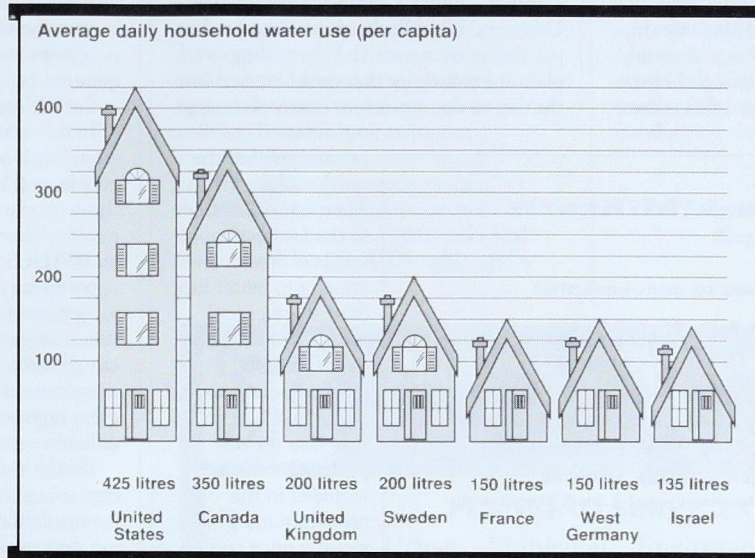 Average daily household water use (per capita)
400
300
200
100
425 litres
350 litres
200 litres
200 litres
150 litres
150 litres
135 litres
United States
Canada
United Kingdom
Sweden
France
West Germany
Israel